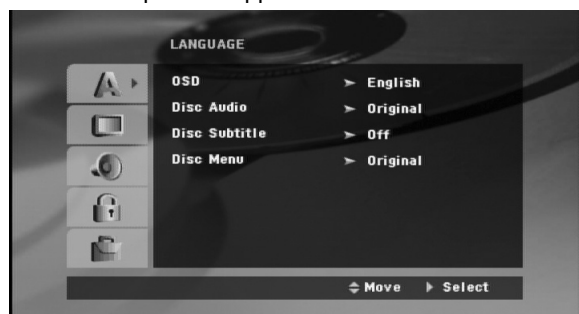 LANGUAGE
A
OSD ➤ English
Disc Audio ➤ Original
Disc Subtitle ➤ Off
Disc Menu ➤ Original
Move Select